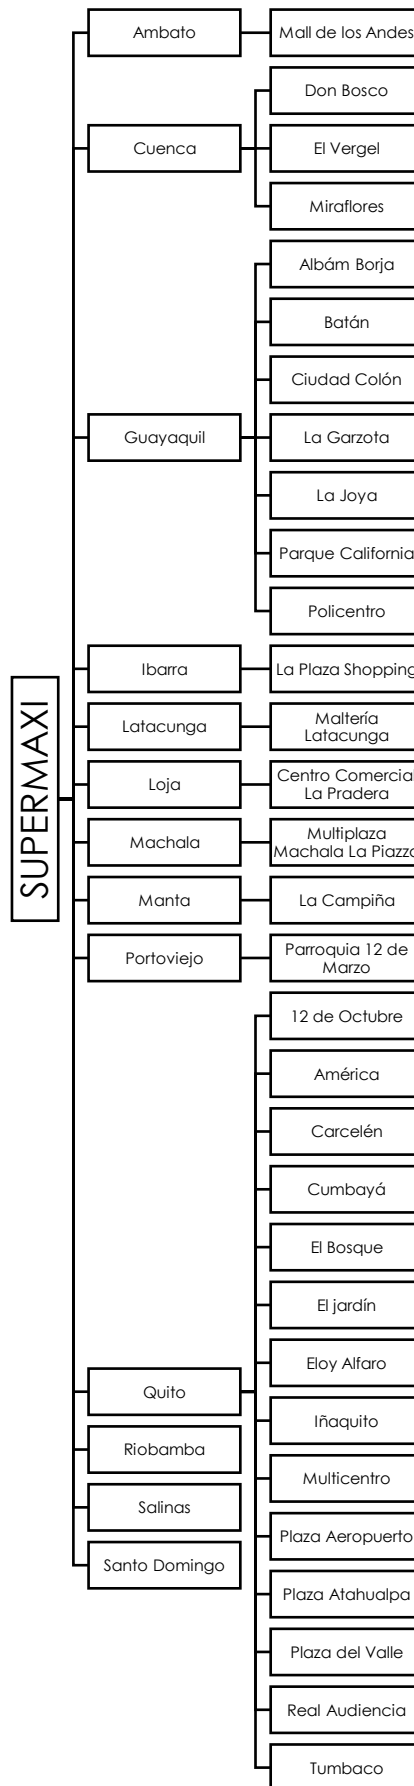 SUPERMAXI
Ambato
Mall de los Andes
Cuenca
Don Bosco
El Vergel
Miraflores
Guayaquil
Albám Borja
Batán
Ciudad Colón
La Garzota
La Joya
Parque California
Policentro
Ibarra
La Plaza Shopping
Latacunga
Maltería
Latacunga
Loja
Centro Comercial
La Pradera
Machala
Multiplaza
Machala La Piazza
Manta
La Campiña
Portoviejo
Parroquia 12 de
Marzo
Quito
12 de Octubre
América
Carcelén
Cumbayá
El Bosque
El jardín
Eloy Alfaro
Iñaquito
Multicentro
Plaza Aeropuerto
Plaza Atahualpa
Plaza del Valle
Real Audiencia
Tumbaco
Riobamba
Salinas
Santo Domingo